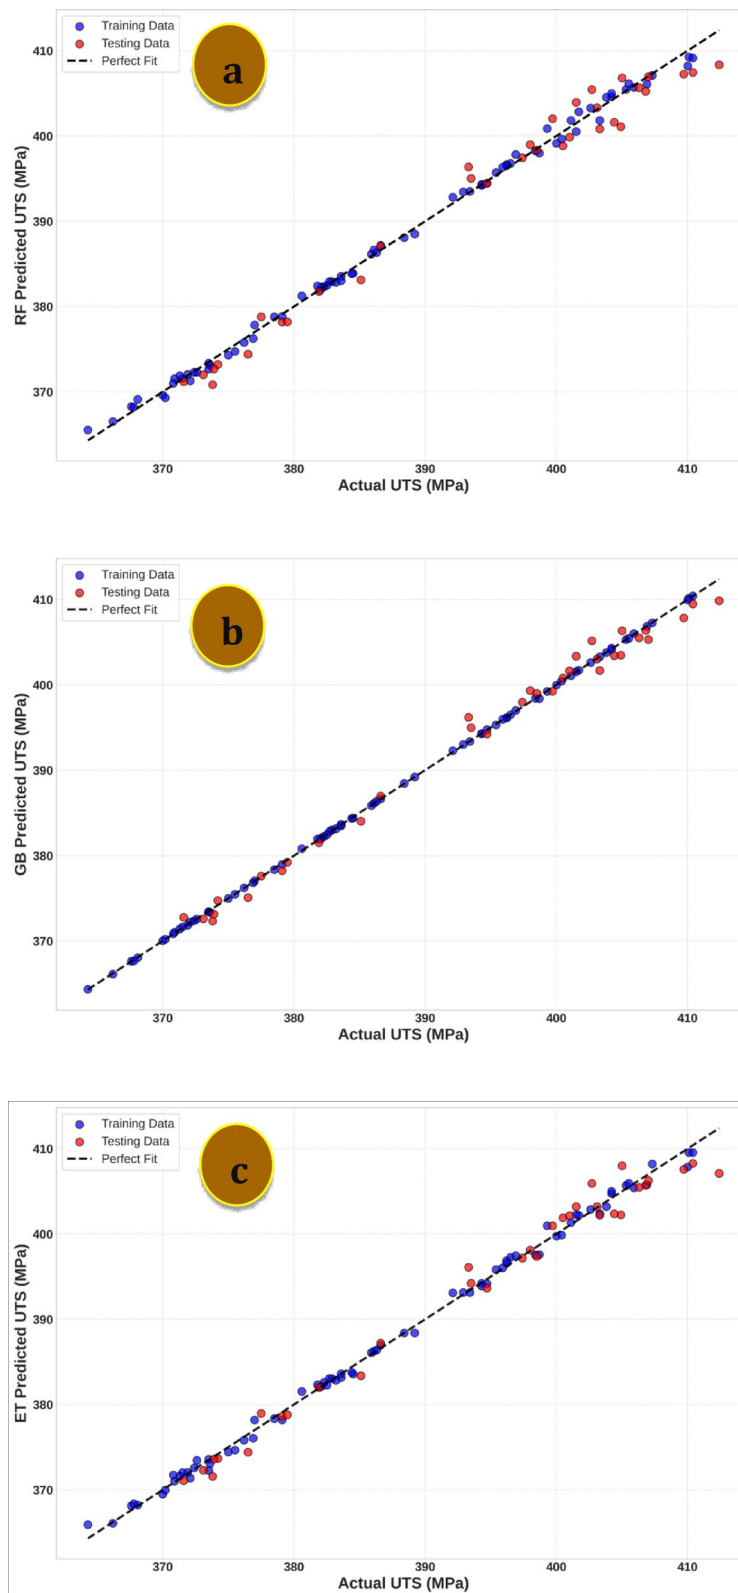 Training Data
Testing Data
Perfect Fit
a
410
400
390
380
370
RF Predicted UTS (MPa)
370 380 390 400 410
Actual UTS (MPa)
Training Data
Testing Data
Perfect Fit
b
410
400
390
380
370
GB Predicted UTS (MPa)
370 380 390 400 410
Actual UTS (MPa)
Training Data
Testing Data
Perfect Fit
c
410
400
390
380
370
ET Predicted UTS (MPa)
370 380 390 400 410
Actual UTS (MPa)